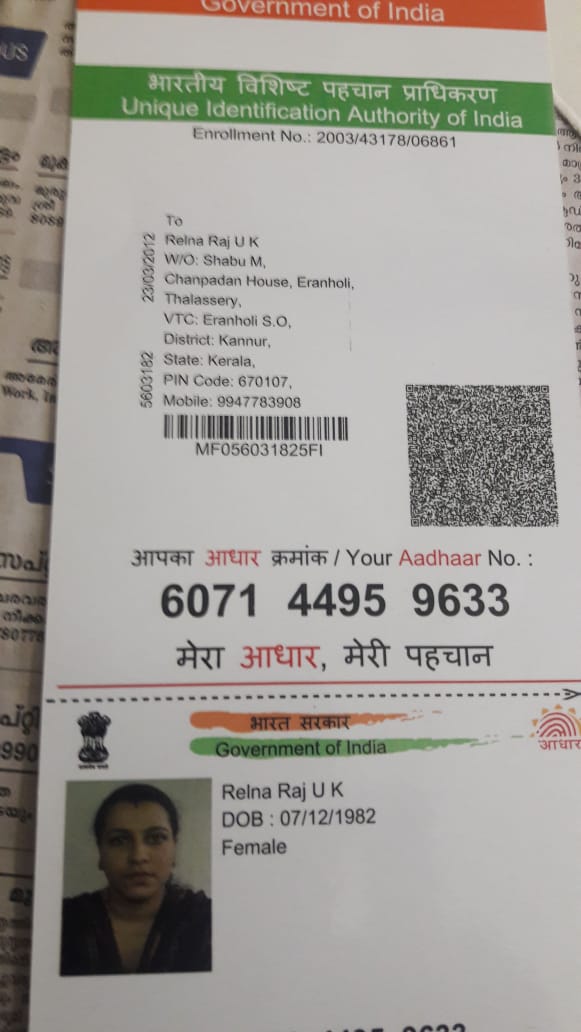 Government of India
भारतीय विशिष्ट पहचान प्राधिकरण
Unique Identification Authority of India
Enrollment No.: 2003/43178/06861
To
Relna Raj U K
W/O: Shabu M,
Chanpadan House, Eranholi,
Thalassery,
VTC: Eranholi S.O,
District: Kannur,
State: Kerala,
PIN Code: 670107,
Mobile: 9947783908
23/03/2012
5603182
MF056031825FI
आपका आधार क्रमांक / Your Aadhaar No. :
6071 4495 9633
मेरा आधार, मेरी पहचान
भारत सरकार
Government of India
आधार
Relna Raj U K
DOB : 07/12/1982
Female